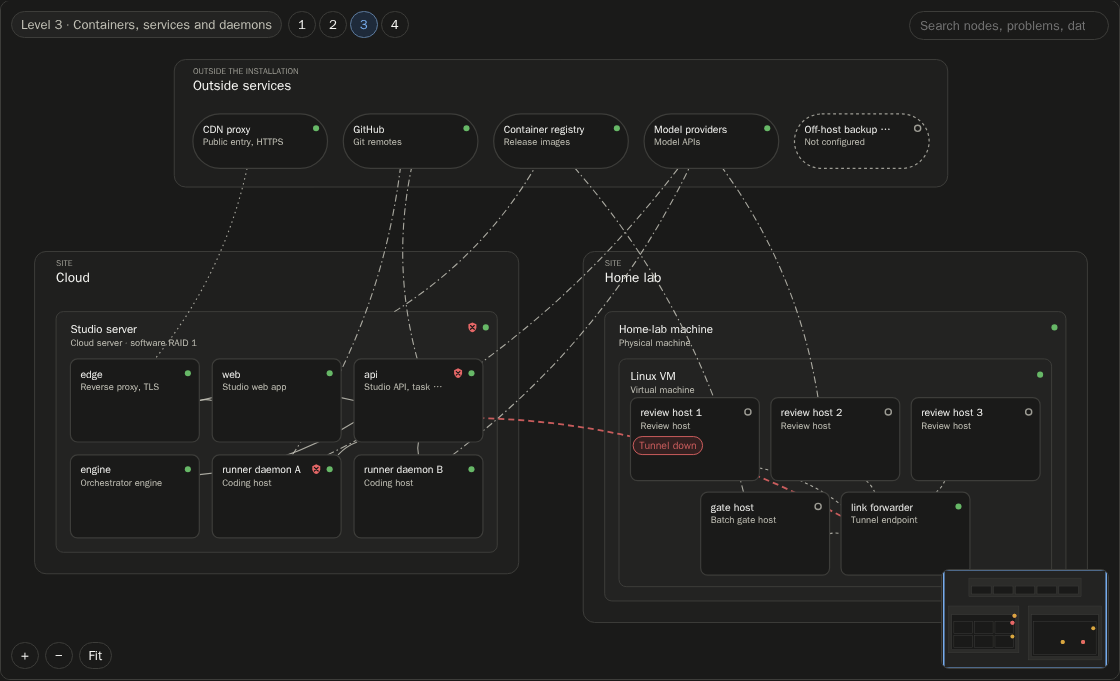 Level 3 · Containers, services and daemons
1
2
3
4
Search nodes, problems, dat
OUTSIDE THE INSTALLATION
Outside services
CDN proxy
Public entry, HTTPS
GitHub
Git remotes
Container registry
Release images
Model providers
Model APIs
Off-host backup ···
Not configured
SITE
Cloud
Studio server
Cloud server · software RAID 1
edge
Reverse proxy, TLS
web
Studio web app
api
Studio API, task ···
engine
Orchestrator engine
runner daemon A
Coding host
runner daemon B
Coding host
SITE
Home lab
Home-lab machine
Physical machine
Linux VM
Virtual machine
review host 1
Review host
Tunnel down
review host 2
Review host
review host 3
Review host
gate host
Batch gate host
link forwarder
Tunnel endpoint
+
−
Fit